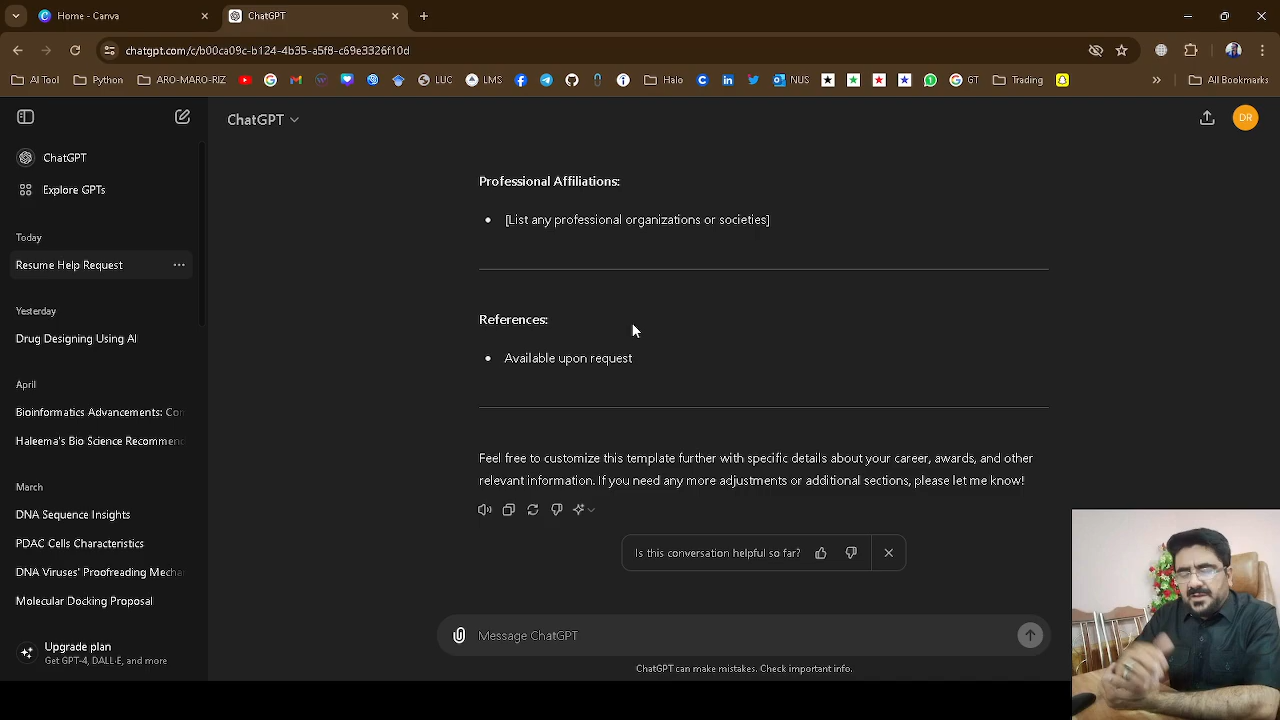 Home - Canva
ChatGPT
chatgpt.com/c/b00ca09c-b124-4b35-a5f8-c69e3326f10d
AI Tool
Python
ARO-MARO-RIZ
LUC
LMS
Halo
NUS
GT
Trading
All Bookmarks
ChatGPT
DR
ChatGPT
Explore GPTs
Today
Resume Help Request
Yesterday
Drug Designing Using AI
April
Bioinformatics Advancements: Con
Haleema's Bio Science Recommend
March
DNA Sequence Insights
PDAC Cells Characteristics
DNA Viruses' Proofreading Mechan
Molecular Docking Proposal
Upgrade plan
Get GPT-4, DALL·E, and more
Professional Affiliations:
[List any professional organizations or societies]
References:
Available upon request
Feel free to customize this template further with specific details about your career, awards, and other
relevant information. If you need any more adjustments or additional sections, please let me know!
Is this conversation helpful so far?
Message ChatGPT
ChatGPT can make mistakes. Check important info.